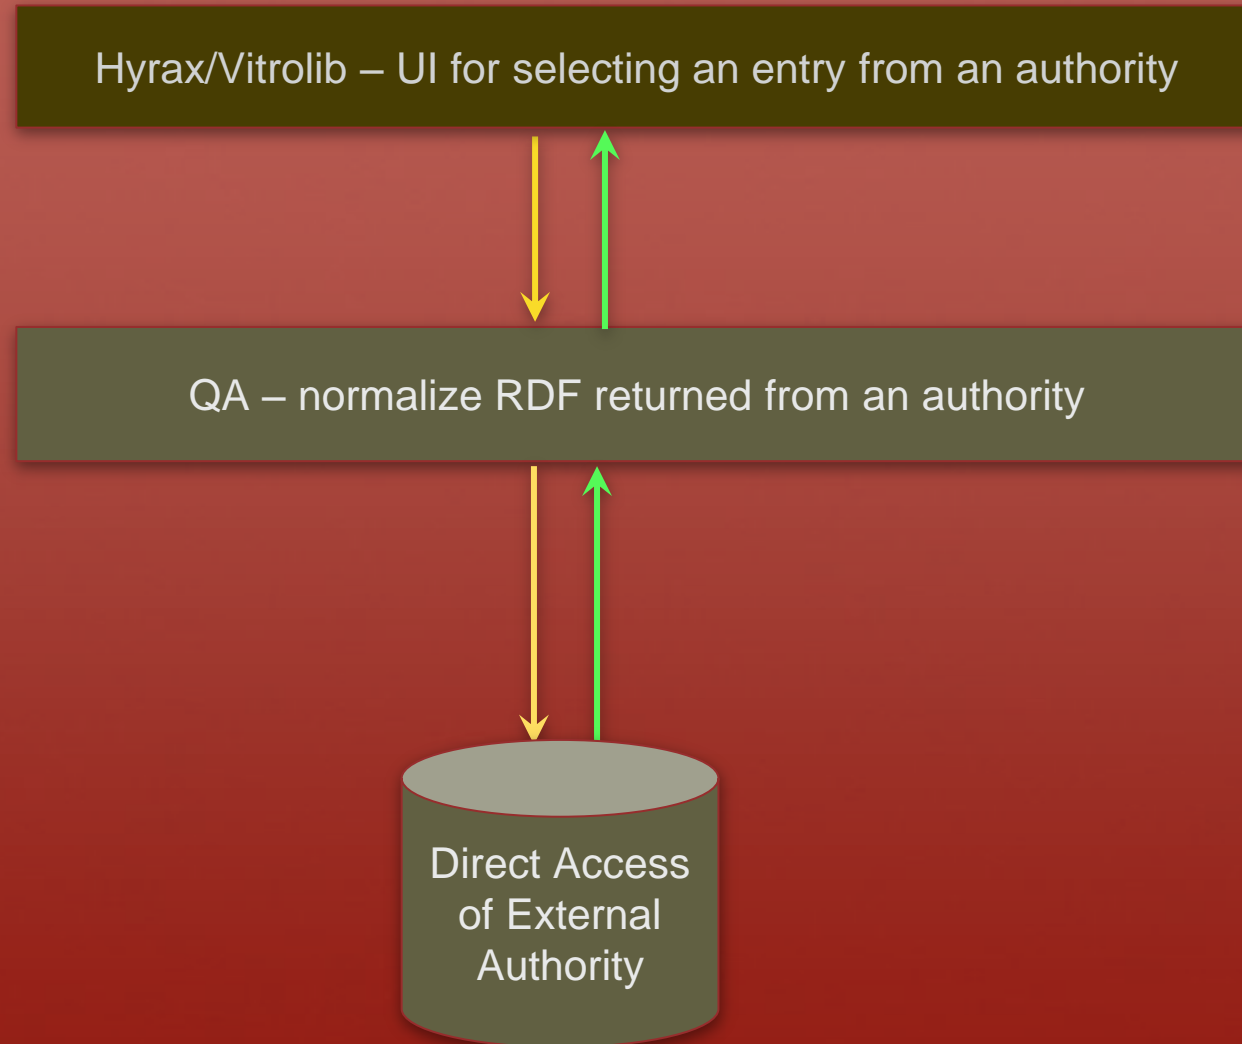 Hyrax/Vitrolib – UI for selecting an entry from an authority
QA – normalize RDF returned from an authority
Direct Access
of External
Authority